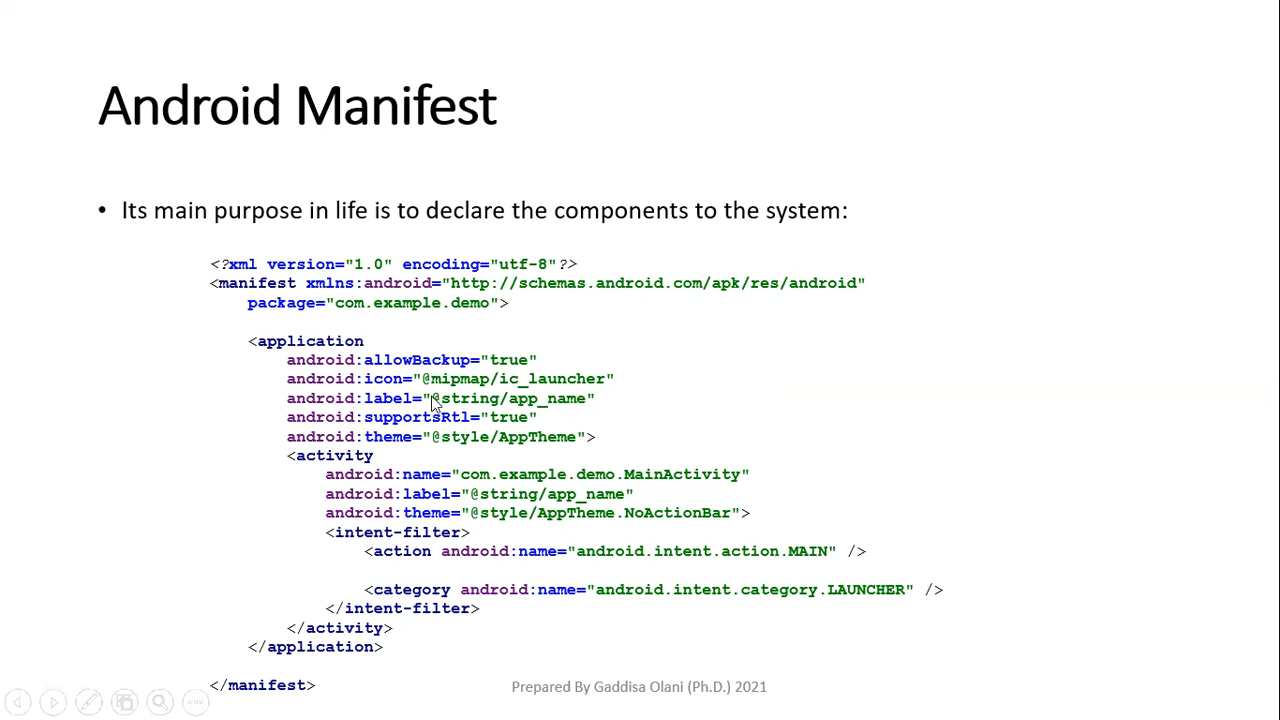 Android Manifest
• Its main purpose in life is to declare the components to the system:
<?xml version="1.0" encoding="utf-8"?>
<manifest xmlns:android="http://schemas.android.com/apk/res/android"
    package="com.example.demo">
    <application
        android:allowBackup="true"
        android:icon="@mipmap/ic_launcher"
        android:label="@string/app_name"
        android:supportsRtl="true"
        android:theme="@style/AppTheme">
        <activity
            android:name="com.example.demo.MainActivity"
            android:label="@string/app_name"
            android:theme="@style/AppTheme.NoActionBar">
            <intent-filter>
                <action android:name="android.intent.action.MAIN" />
                <category android:name="android.intent.category.LAUNCHER" />
            </intent-filter>
        </activity>
    </application>
</manifest>
Prepared By Gaddisa Olani (Ph.D.) 2021